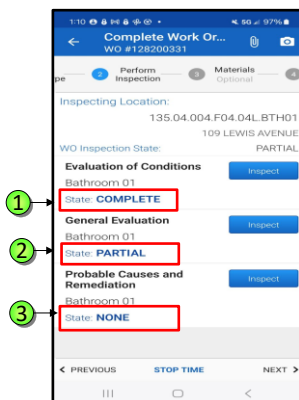 1:10
5G 97%
Complete Work Or...
WO #128200331
pe
2
Perform
Inspection
3
Materials
Optional
4
Inspecting Location:
135.04.004.F04.04L.BTH01
109 LEWIS AVENUE
WO Inspection State: PARTIAL
Evaluation of Conditions
Inspect
Bathroom 01
1
State: COMPLETE
General Evaluation
Inspect
Bathroom 01
2
State: PARTIAL
Probable Causes and
Remediation
Inspect
Bathroom 01
3
State: NONE
PREVIOUS STOP TIME NEXT